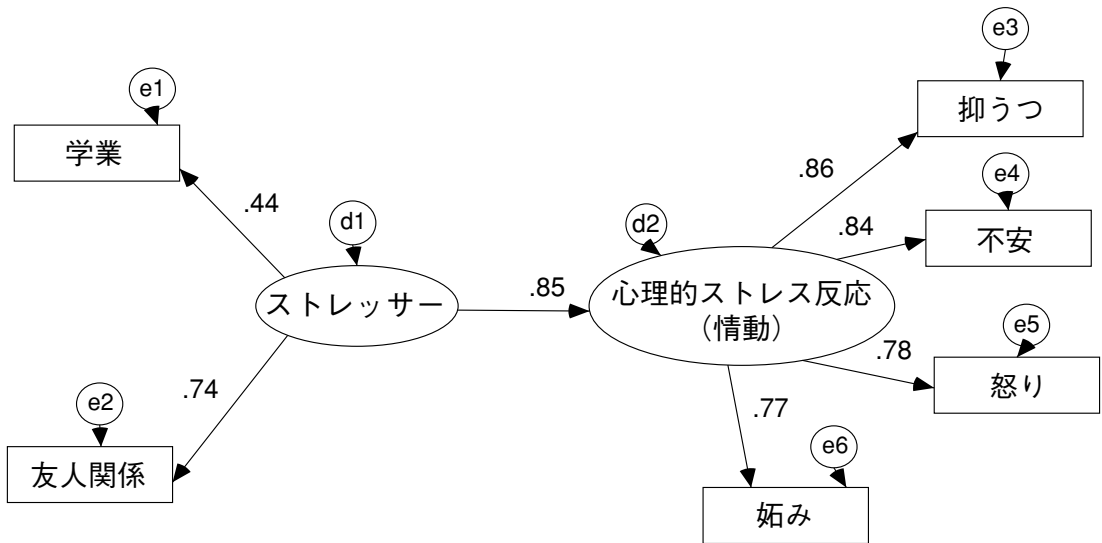 e3
e1
抑うつ
学業
.86
e4
.44
d1
d2
.84
不安
ストレッサー
.85
心理的ストレス反応
（情動）
e5
.78
怒り
.74
e2
.77
友人関係
e6
妬み